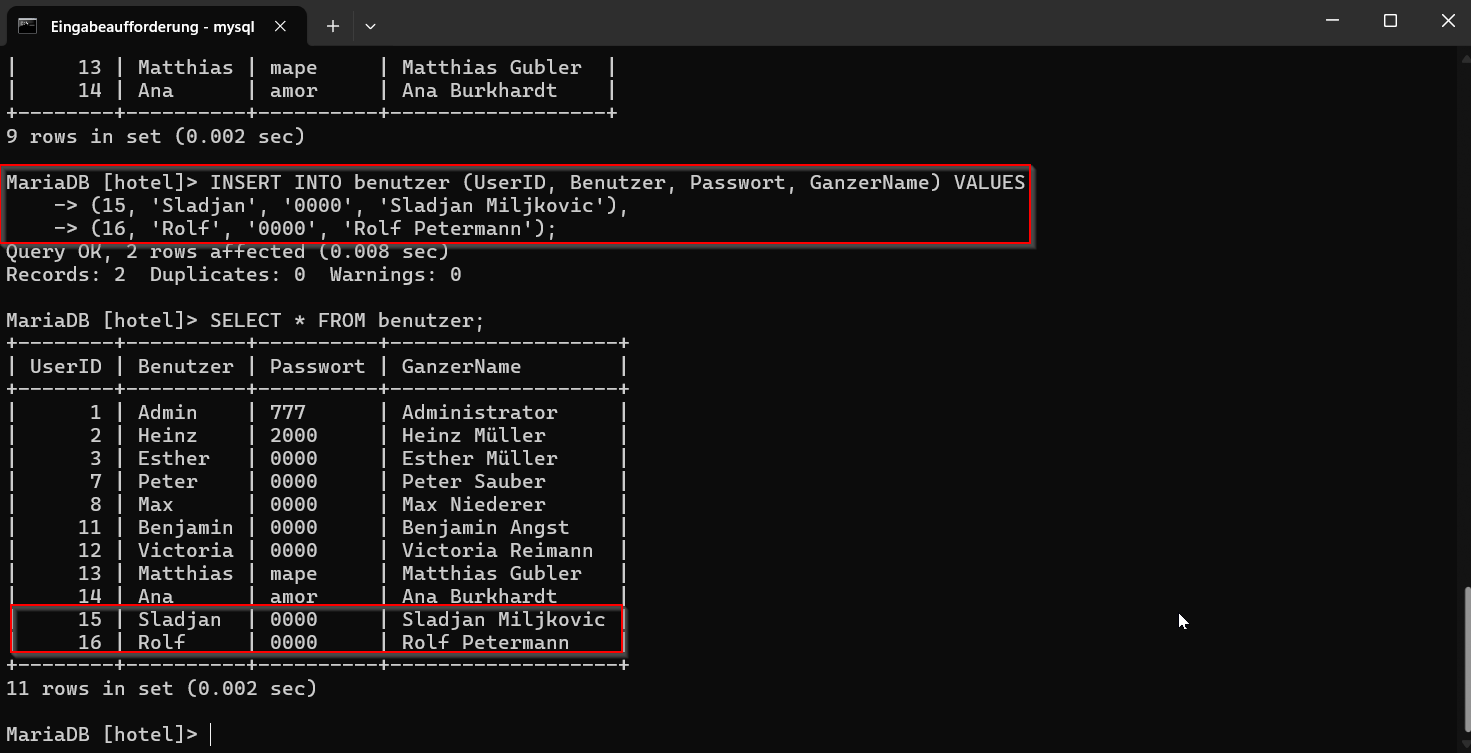 Eingabeaufforderung - mysql
|     13 | Matthias | mape     | Matthias Gubler  |
|     14 | Ana      | amor     | Ana Burkhardt    |
+--------+----------+----------+------------------+
9 rows in set (0.002 sec)
MariaDB [hotel]> INSERT INTO benutzer (UserID, Benutzer, Passwort, GanzerName) VALUES
    -> (15, 'Sladjan', '0000', 'Sladjan Miljkovic'),
    -> (16, 'Rolf', '0000', 'Rolf Petermann');
Query OK, 2 rows affected (0.008 sec)
Records: 2  Duplicates: 0  Warnings: 0
MariaDB [hotel]> SELECT * FROM benutzer;
+--------+----------+----------+-------------------+
| UserID | Benutzer | Passwort | GanzerName        |
+--------+----------+----------+-------------------+
|      1 | Admin    | 777      | Administrator     |
|      2 | Heinz    | 2000     | Heinz Müller      |
|      3 | Esther   | 0000     | Esther Müller     |
|      7 | Peter    | 0000     | Peter Sauber      |
|      8 | Max      | 0000     | Max Niederer      |
|     11 | Benjamin | 0000     | Benjamin Angst    |
|     12 | Victoria | 0000     | Victoria Reimann  |
|     13 | Matthias | mape     | Matthias Gubler   |
|     14 | Ana      | amor     | Ana Burkhardt     |
|     15 | Sladjan  | 0000     | Sladjan Miljkovic |
|     16 | Rolf     | 0000     | Rolf Petermann    |
+--------+----------+----------+-------------------+
11 rows in set (0.002 sec)
MariaDB [hotel]>